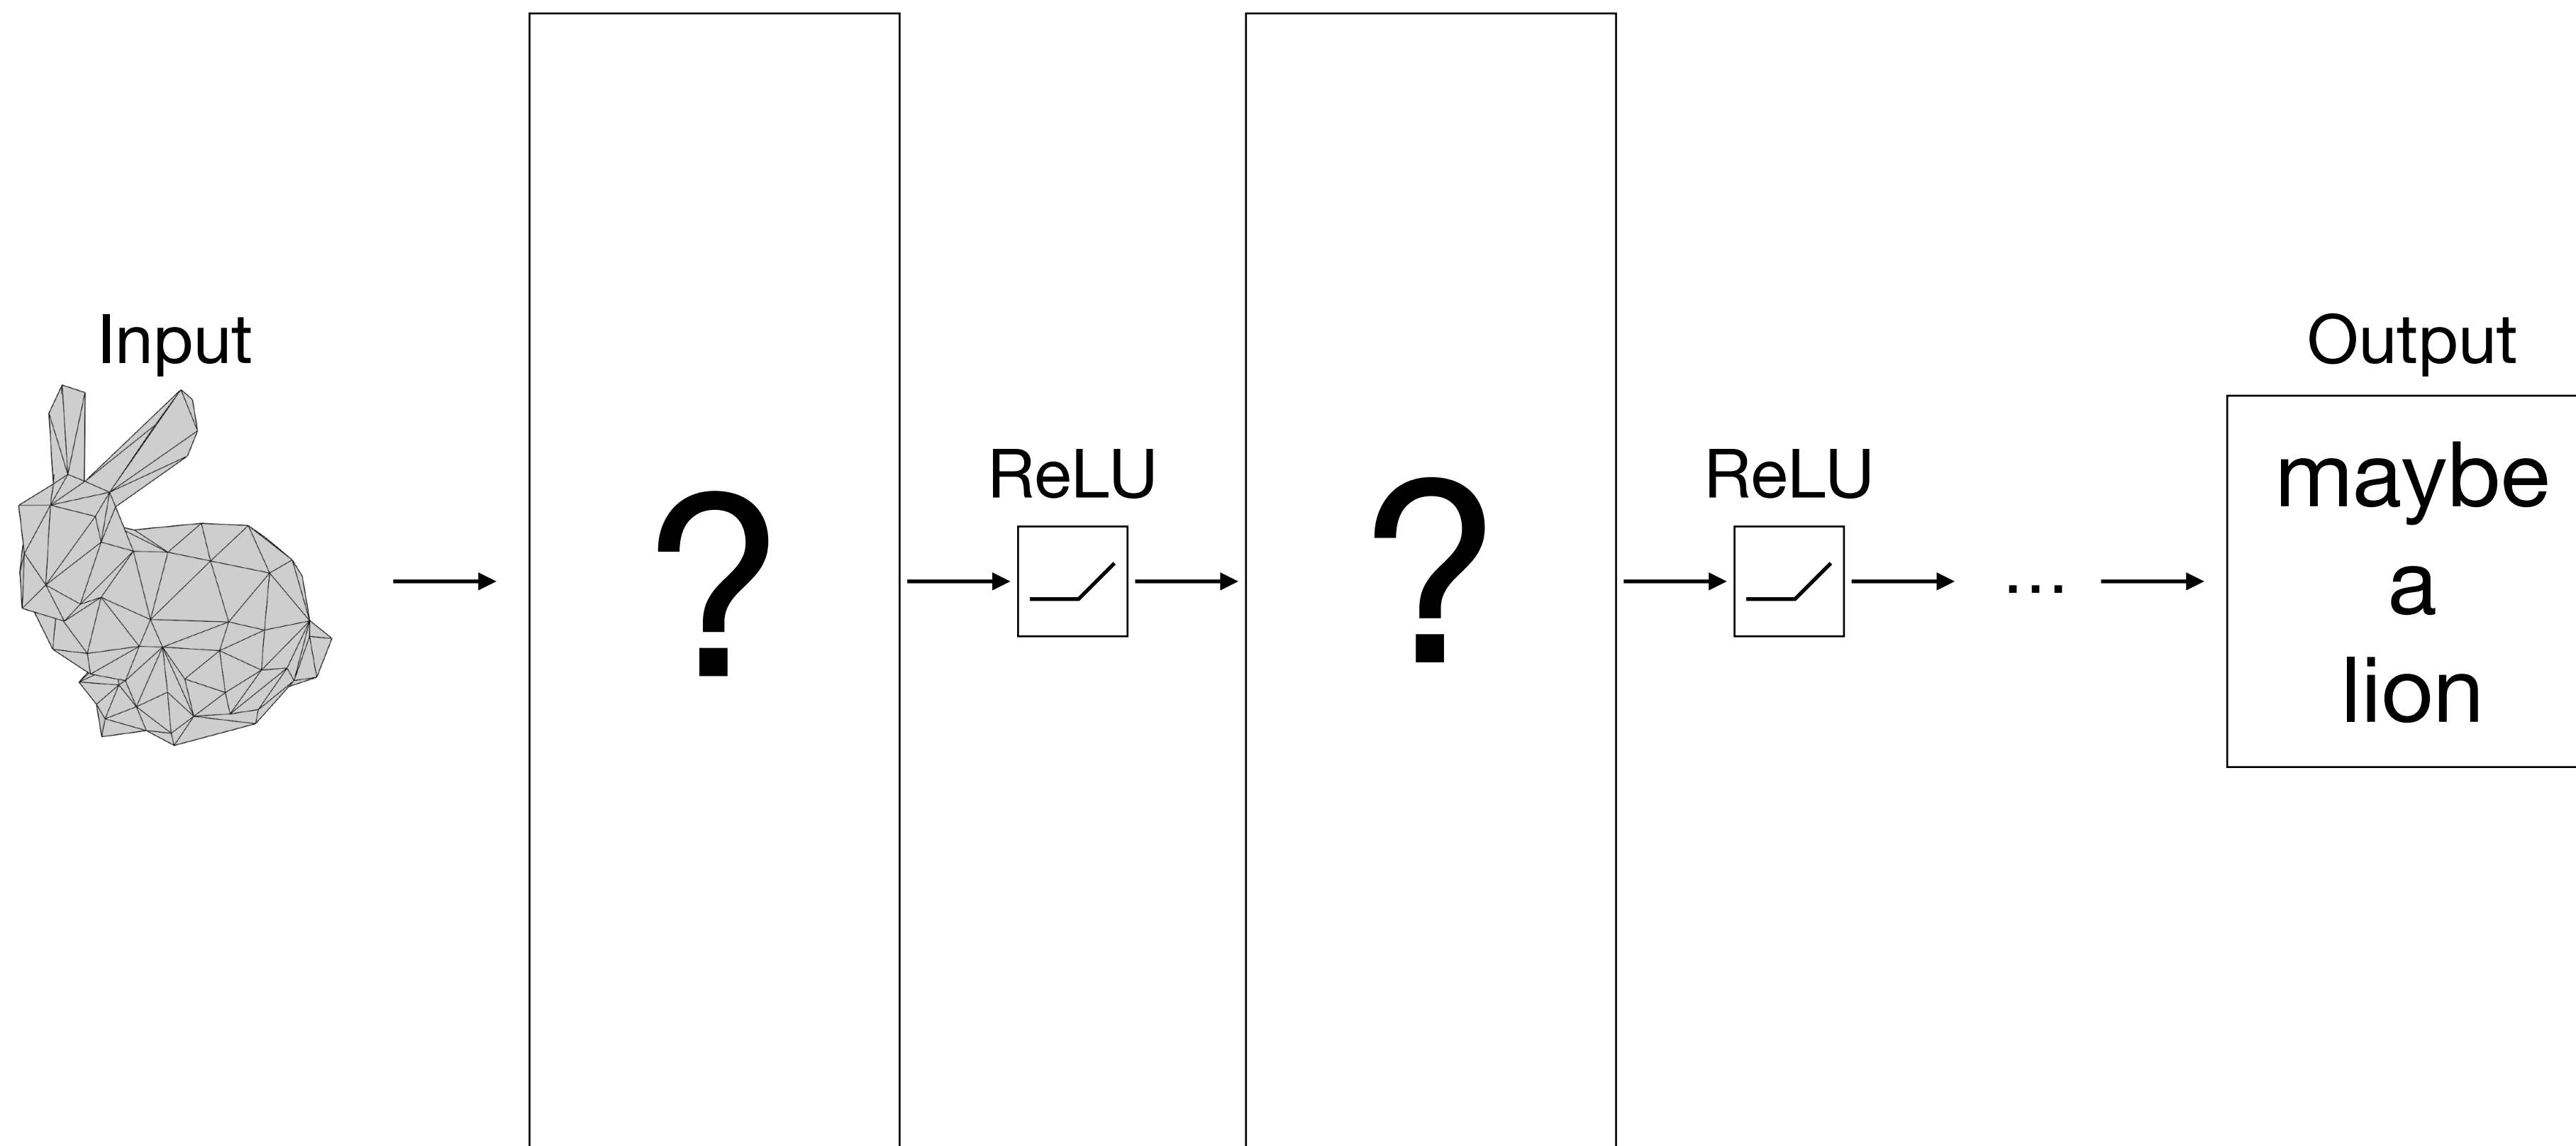 Input
?
ReLU
?
ReLU
...
Output
maybe
a
lion